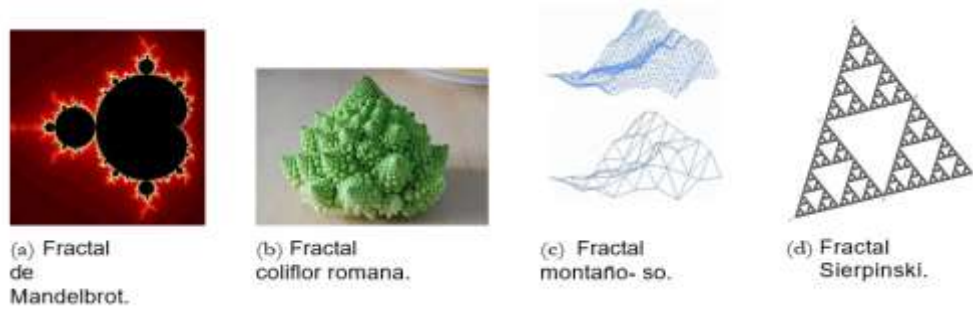 (a) Fractal
de
Mandelbrot.
(b) Fractal
coliflor romana.
(c) Fractal
montaño- so.
(d) Fractal
Sierpinski.